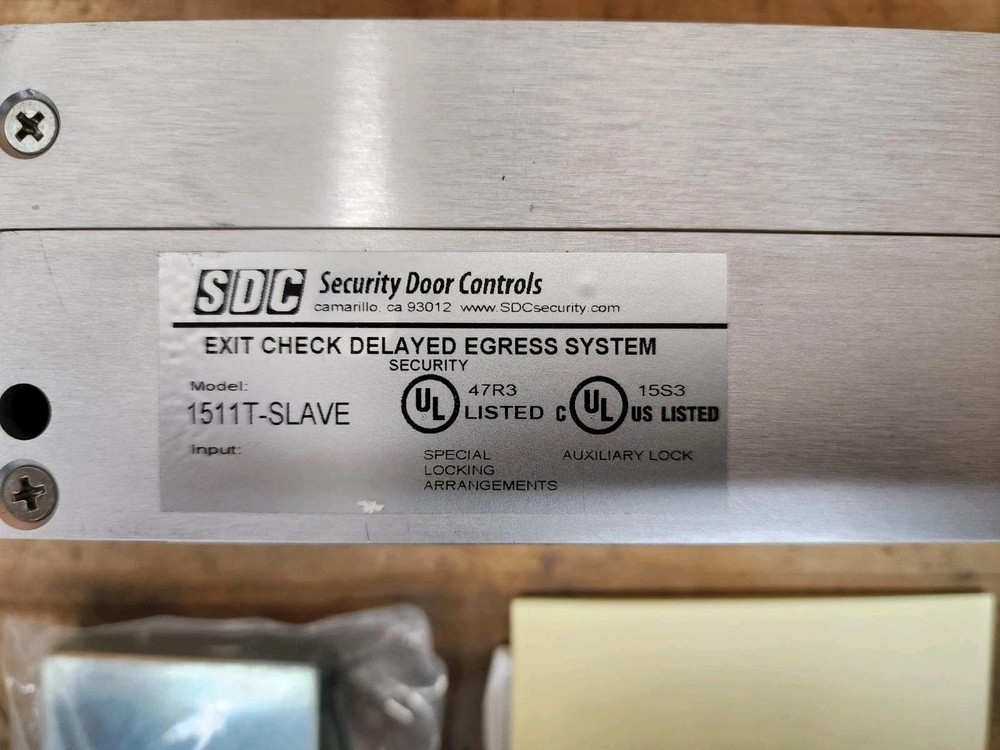 SDC Security Door Controls
camarillo, ca 93012 www.SDCsecurity.com
EXIT CHECK DELAYED EGRESS SYSTEM
SECURITY
Model:
1511T-SLAVE
UL 47R3
LISTED
C UL 15S3
US LISTED
Input:
SPECIAL
LOCKING
ARRANGEMENTS
AUXILIARY LOCK